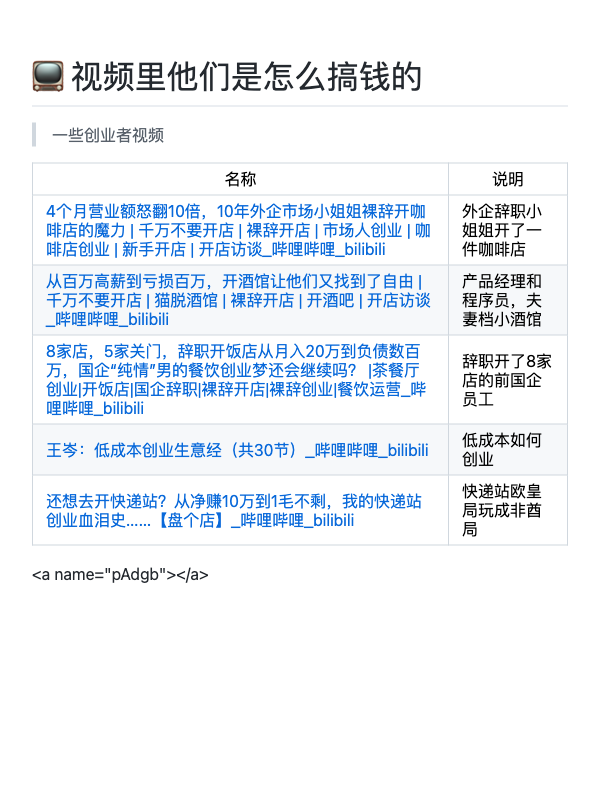 📺 视频里他们是怎么搞钱的
一些创业者视频
名称 说明
4个月营业额怒翻10倍，10年外企市场小姐姐裸辞开咖
啡店的魔力 | 千万不要开店 | 裸辞开店 | 市场人创业 | 咖
啡店创业 | 新手开店 | 开店访谈_哔哩哔哩_bilibili
外企辞职小
姐姐开了一
件咖啡店
从百万高薪到亏损百万，开酒馆让他们又找到了自由 |
千万不要开店 | 猫脱酒馆 | 裸辞开店 | 开酒吧 | 开店访谈
_哔哩哔哩_bilibili
产品经理和
程序员，夫
妻档小酒馆
8家店，5家关门，辞职开饭店从月入20万到负债数百
万，国企“纯情”男的餐饮创业梦还会继续吗？ |茶餐厅
创业|开饭店|国企辞职|裸辞开店|裸辞创业|餐饮运营_哔
哩哔哩_bilibili
辞职开了8家
店的前国企
员工
王岑：低成本创业生意经（共30节）_哔哩哔哩_bilibili
低成本如何
创业
还想去开快递站？从净赚10万到1毛不剩，我的快递站
创业血泪史……【盘个店】_哔哩哔哩_bilibili
快递站欧皇
局玩成非酋
局
<a name="pAdgb"></a>